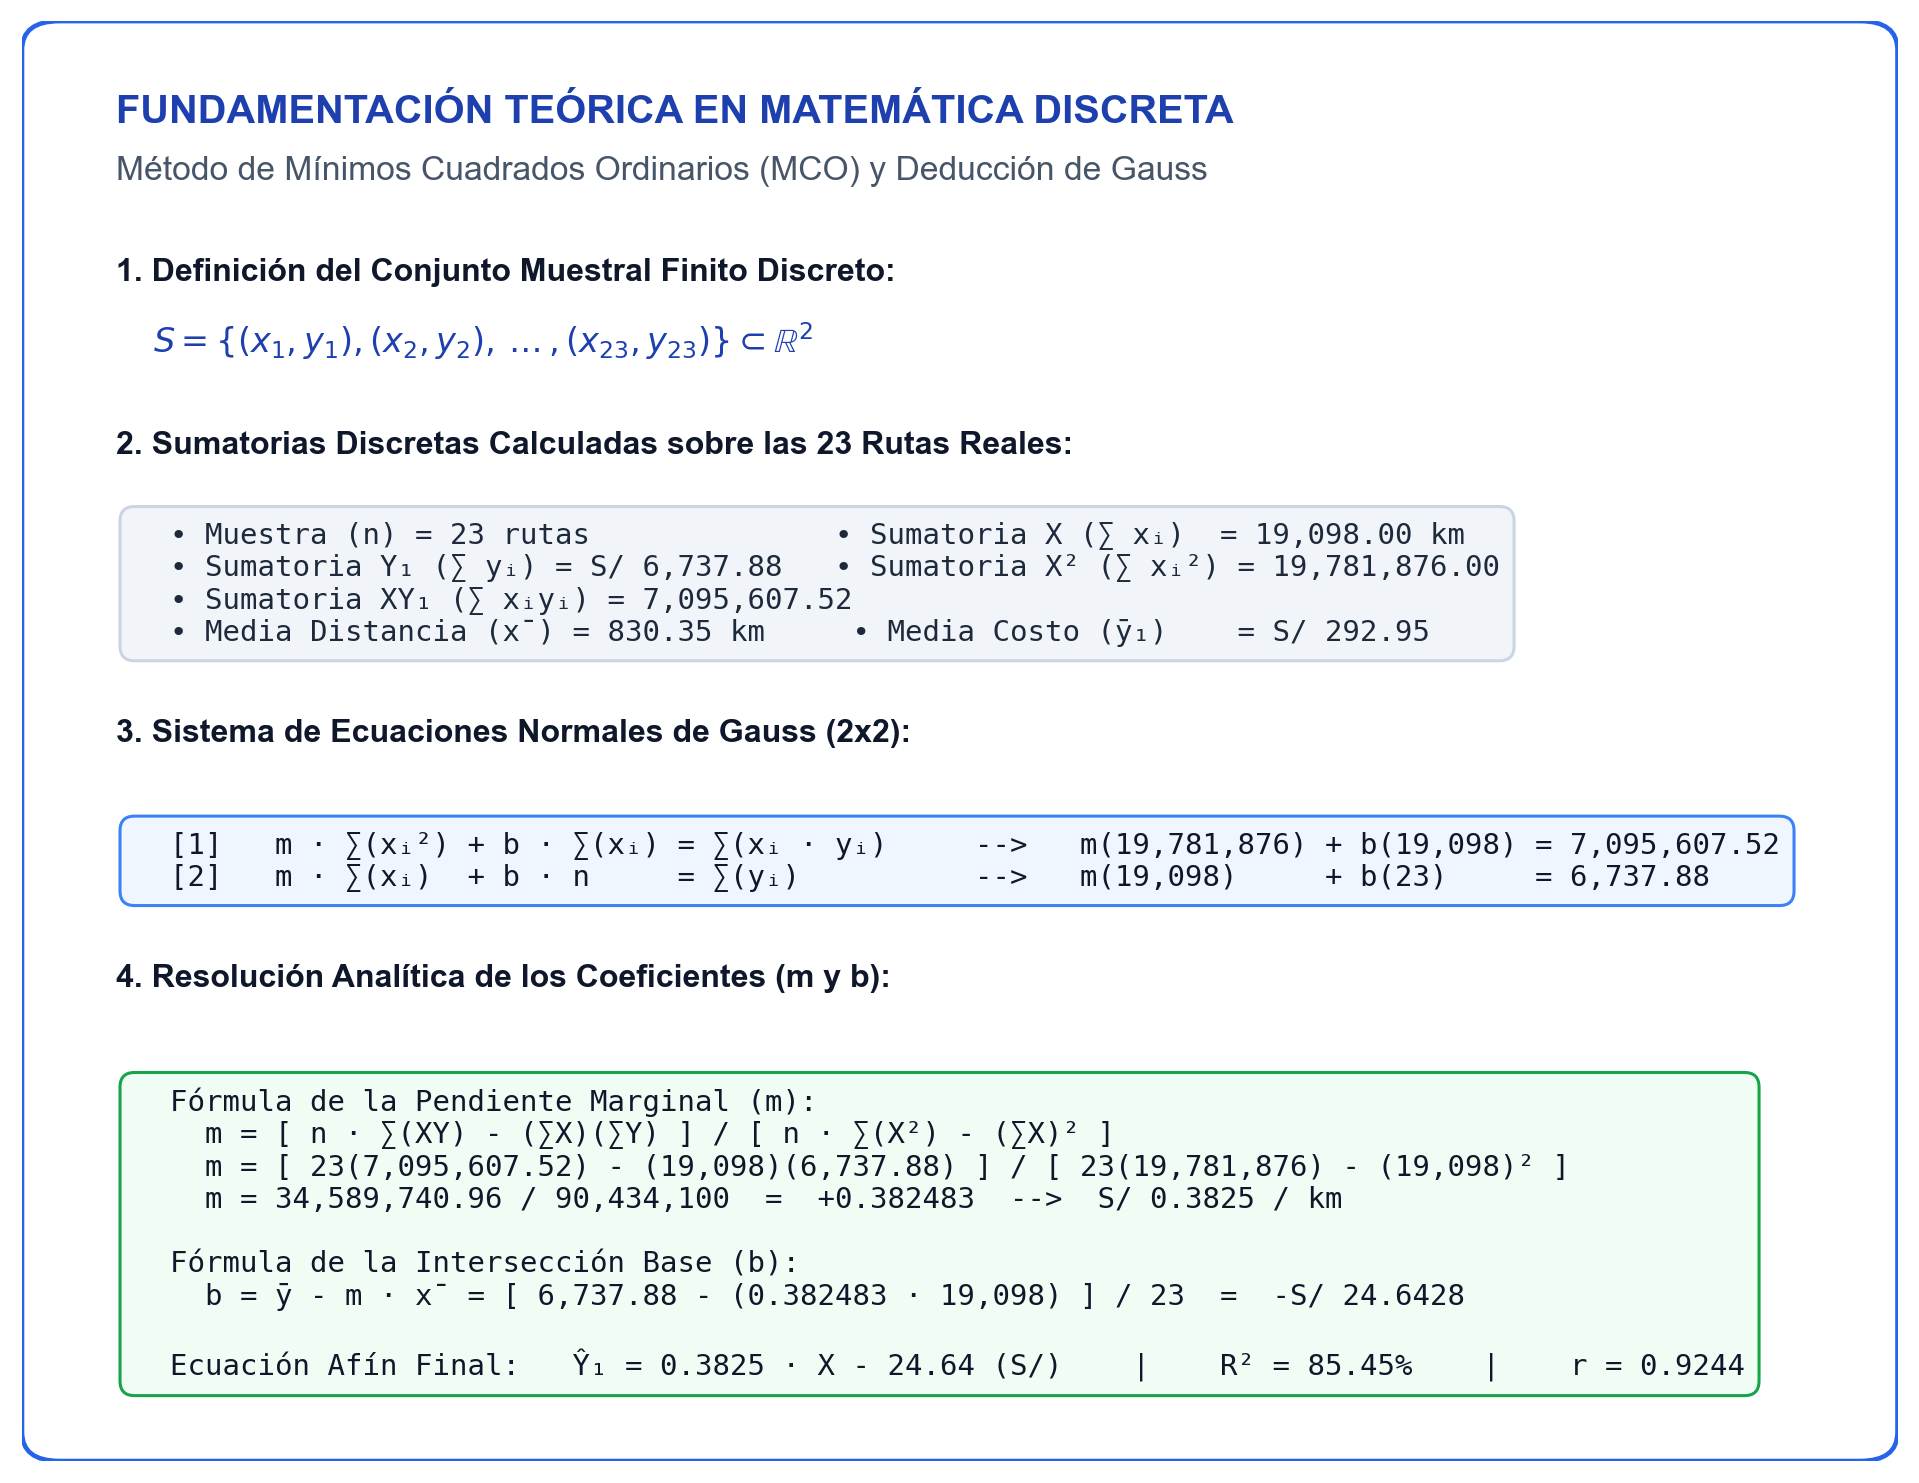 FUNDAMENTACIÓN TEÓRICA EN MATEMÁTICA DISCRETA
Método de Mínimos Cuadrados Ordinarios (MCO) y Deducción de Gauss
1. Definición del Conjunto Muestral Finito Discreto:
S = {(x₁, y₁), (x₂, y₂), … , (x₂₃, y₂₃)} ⊂ ℝ²
2. Sumatorias Discretas Calculadas sobre las 23 Rutas Reales:
• Muestra (n) = 23 rutas • Sumatoria X (∑ xᵢ) = 19,098.00 km
• Sumatoria Y₁ (∑ yᵢ) = S/ 6,737.88 • Sumatoria X² (∑ xᵢ²) = 19,781,876.00
• Sumatoria XY₁ (∑ xᵢyᵢ) = 7,095,607.52
• Media Distancia (x¯) = 830.35 km • Media Costo (ȳ₁) = S/ 292.95
3. Sistema de Ecuaciones Normales de Gauss (2x2):
[1] m · ∑(xᵢ²) + b · ∑(xᵢ) = ∑(xᵢ · yᵢ) --> m(19,781,876) + b(19,098) = 7,095,607.52
[2] m · ∑(xᵢ) + b · n = ∑(yᵢ) --> m(19,098) + b(23) = 6,737.88
4. Resolución Analítica de los Coeficientes (m y b):
Fórmula de la Pendiente Marginal (m):
m = [ n · ∑(XY) - (∑X)(∑Y) ] / [ n · ∑(X²) - (∑X)² ]
m = [ 23(7,095,607.52) - (19,098)(6,737.88) ] / [ 23(19,781,876) - (19,098)² ]
m = 34,589,740.96 / 90,434,100 = +0.382483 --> S/ 0.3825 / km
Fórmula de la Intersección Base (b):
b = ȳ - m · x¯ = [ 6,737.88 - (0.382483 · 19,098) ] / 23 = -S/ 24.6428
Ecuación Afín Final: Ŷ₁ = 0.3825 · X - 24.64 (S/) | R² = 85.45% | r = 0.9244